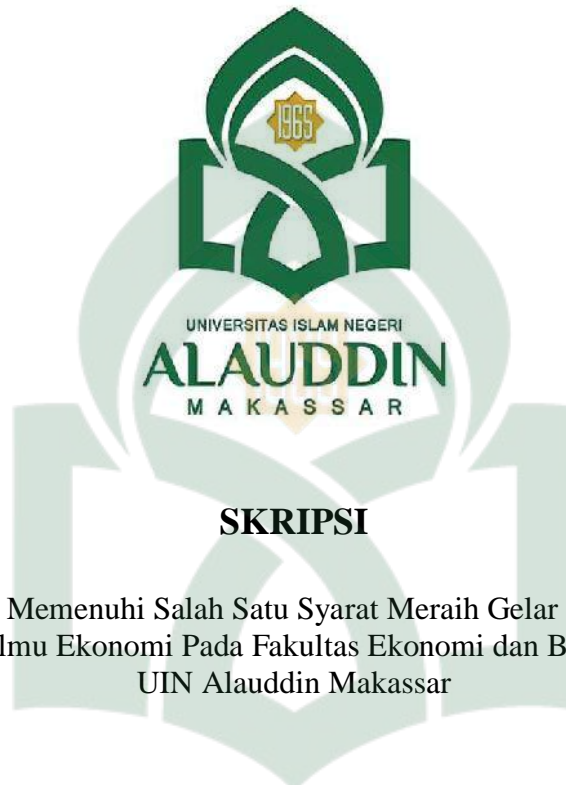 1965
UNIVERSITAS ISLAM NEGERI
ALAUDDIN
MAKASSAR
SKRIPSI
Memenuhi Salah Satu Syarat Meraih Gelar
lmu Ekonomi Pada Fakultas Ekonomi dan B
UIN Alauddin Makassar